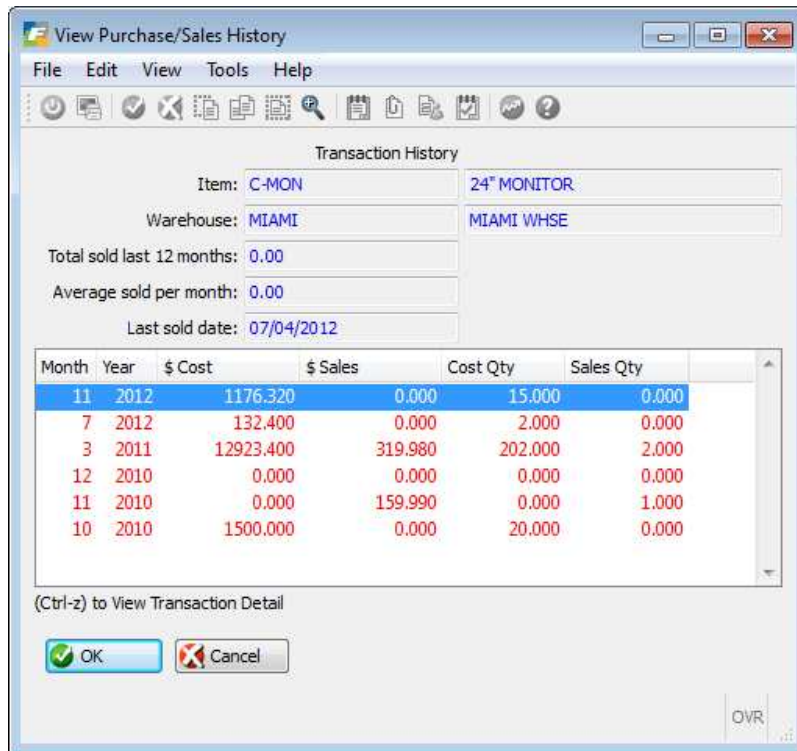 View Purchase/Sales History
File Edit View Tools Help
Transaction History
Item: C-MON 24" MONITOR
Warehouse: MIAMI MIAMI WHSE
Total sold last 12 months: 0.00
Average sold per month: 0.00
Last sold date: 07/04/2012
Month Year $ Cost $ Sales Cost Qty Sales Qty
11 2012 1176.320 0.000 15.000 0.000
7 2012 132.400 0.000 2.000 0.000
3 2011 12923.400 319.980 202.000 2.000
12 2010 0.000 0.000 0.000 0.000
11 2010 0.000 159.990 0.000 1.000
10 2010 1500.000 0.000 20.000 0.000
(Ctrl-z) to View Transaction Detail
OK Cancel
OVR